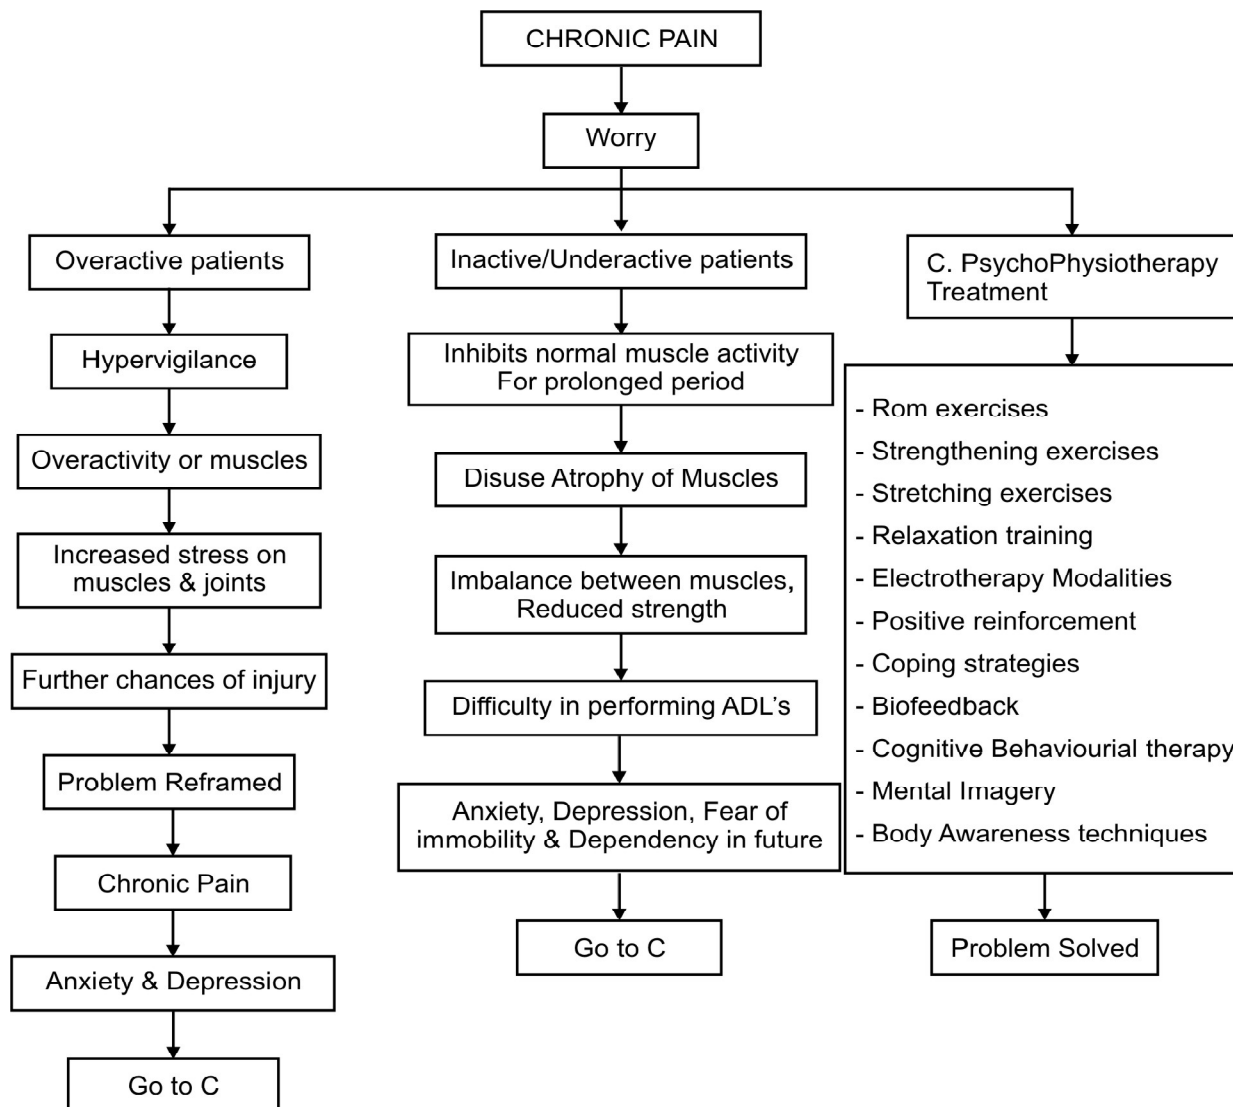 CHRONIC PAIN
Worry
Overactive patients
Hypervigilance
Overactivity or muscles
Increased stress on
muscles & joints
Further chances of injury
Problem Reframed
Chronic Pain
Anxiety & Depression
Go to C
Inactive/Underactive patients
Inhibits normal muscle activity
For prolonged period
Disuse Atrophy of Muscles
Imbalance between muscles,
Reduced strength
Difficulty in performing ADL's
Anxiety, Depression, Fear of
immobility & Dependency in future
Go to C
C. PsychoPhysiotherapy
Treatment
- Rom exercises
- Strengthening exercises
- Stretching exercises
- Relaxation training
- Electrotherapy Modalities
- Positive reinforcement
- Coping strategies
- Biofeedback
- Cognitive Behaviourial therapy
- Mental Imagery
- Body Awareness techniques
Problem Solved